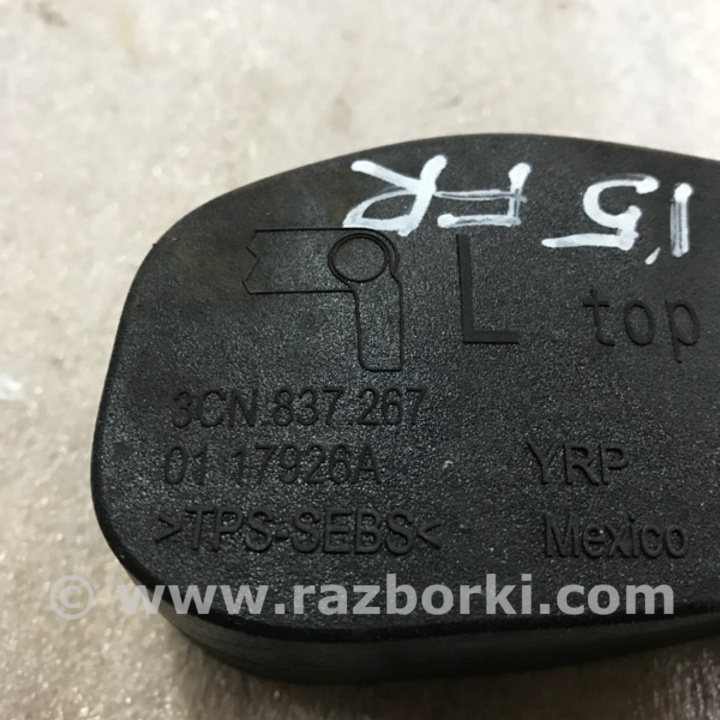 15 FR
L top
3CN.837.267
01 17926A YRP
>TPS-SEBS< Mexico
© www.razborki.com